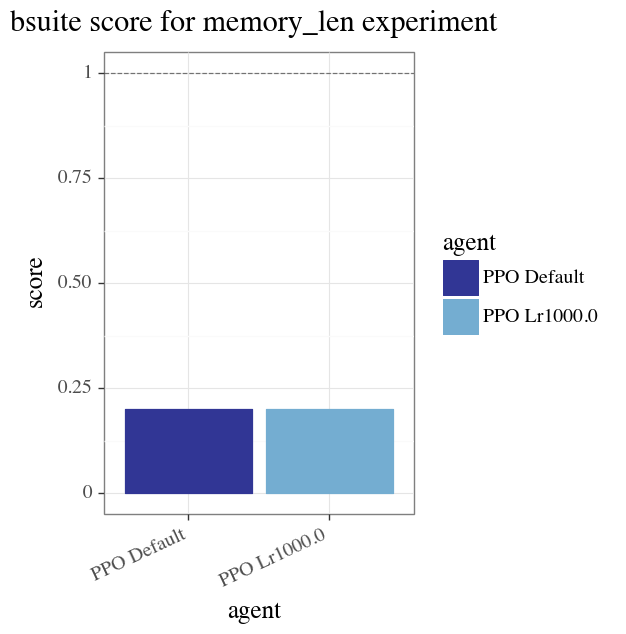 bsuite score for memory_len experiment
1
0.75
0.50
0.25
0
score
PPO Default
PPO Lr1000.0
agent
agent
PPO Default
PPO Lr1000.0